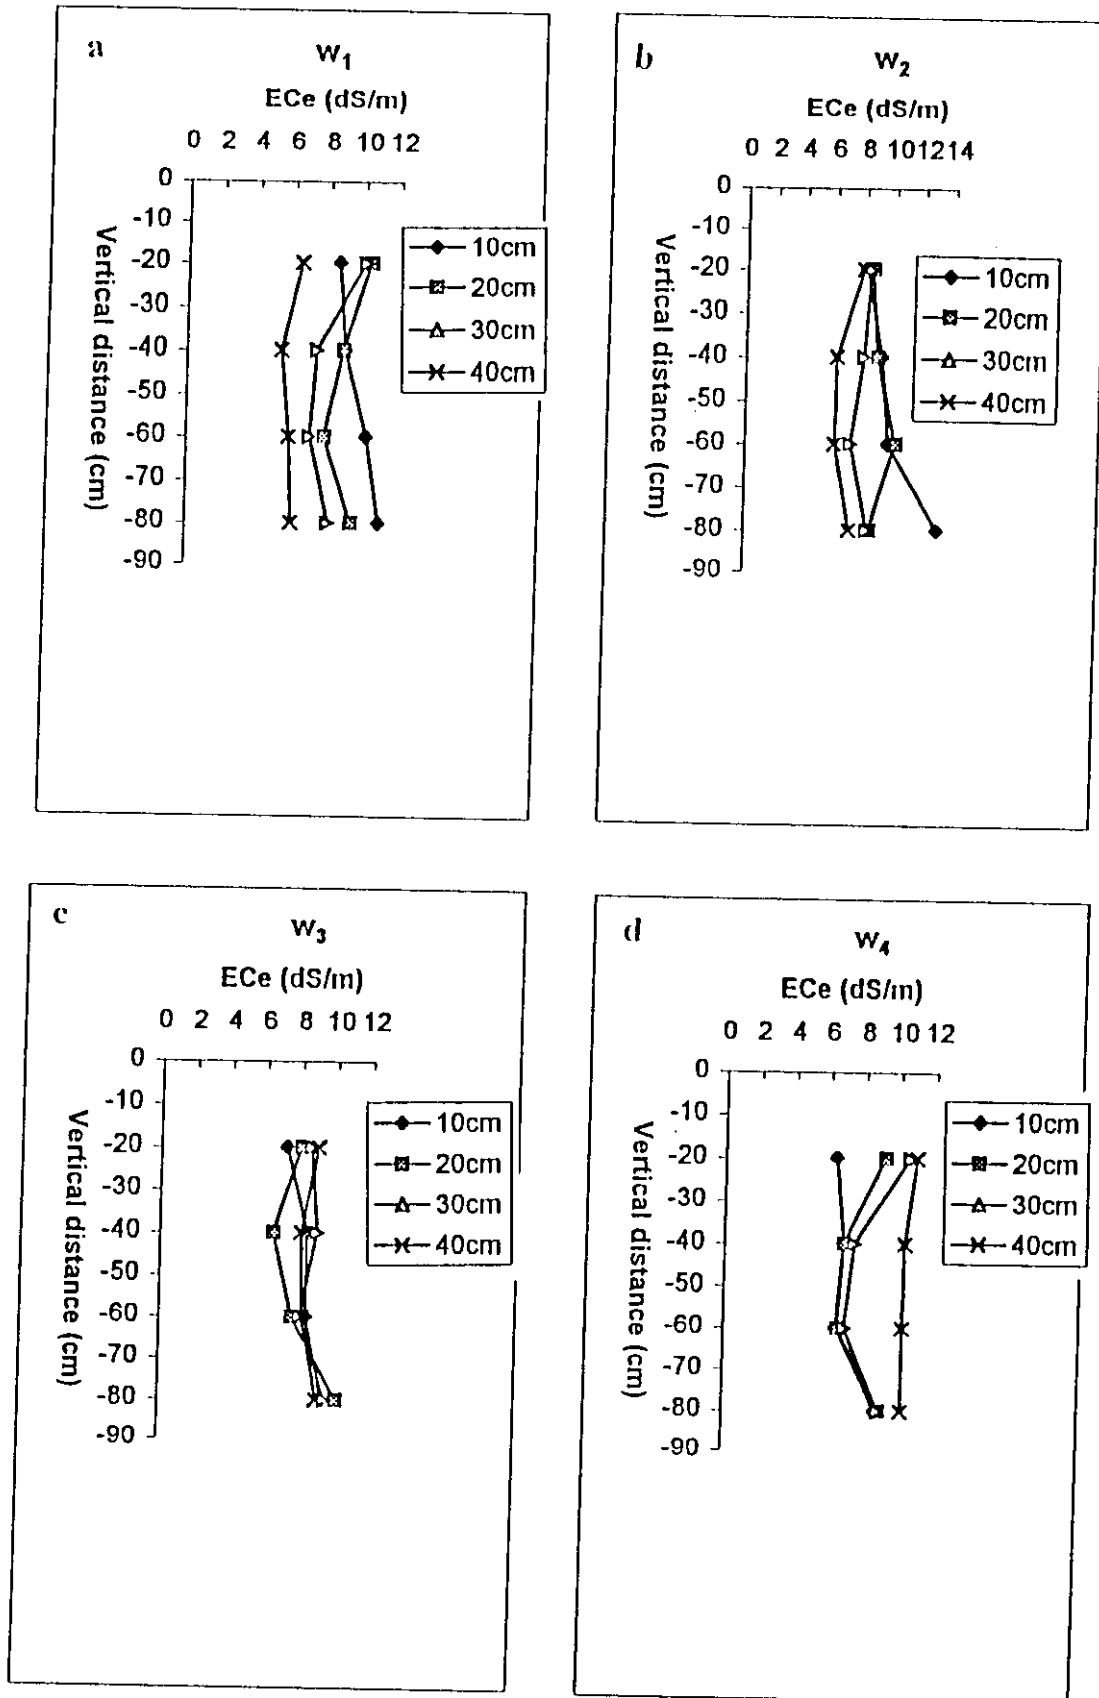 a
W1
ECe (dS/m)
0 2 4 6 8 10 12
Vertical distance (cm)
0
-10
-20
-30
-40
-50
-60
-70
-80
-90
10cm
20cm
30cm
40cm
b
W2
ECe (dS/m)
0 2 4 6 8 10 12 14
Vertical distance (cm)
0
-10
-20
-30
-40
-50
-60
-70
-80
-90
10cm
20cm
30cm
40cm
c
W3
ECe (dS/m)
0 2 4 6 8 10 12
Vertical distance (cm)
0
-10
-20
-30
-40
-50
-60
-70
-80
-90
10cm
20cm
30cm
40cm
d
W4
ECe (dS/m)
0 2 4 6 8 10 12
Vertical distance (cm)
0
-10
-20
-30
-40
-50
-60
-70
-80
-90
10cm
20cm
30cm
40cm